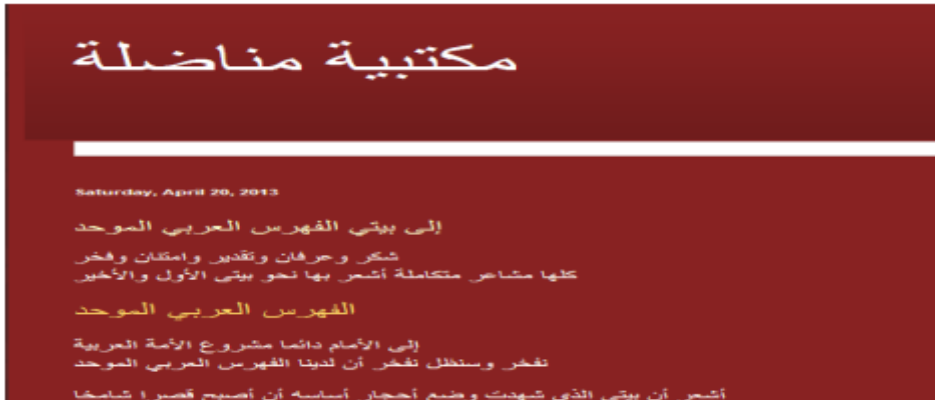 مكتبية مناضلة
Saturday, April 20, 2013
إلى بيتي الفهرس العربي الموحد
شكر وعرفان وتقدير وامتنان وفخر
كلها مشاعر متكاملة أشعر بها نحو بيتي الأول والأخير
الفهرس العربي الموحد
إلى الأمام دائما مشروع الأمة العربية
نفخر وسنظل نفخر أن لدينا الفهرس العربي الموحد
أشعر أن بيتي الذي شهدت وضع أحجار أساسه أن أصبح قصرا شامخا